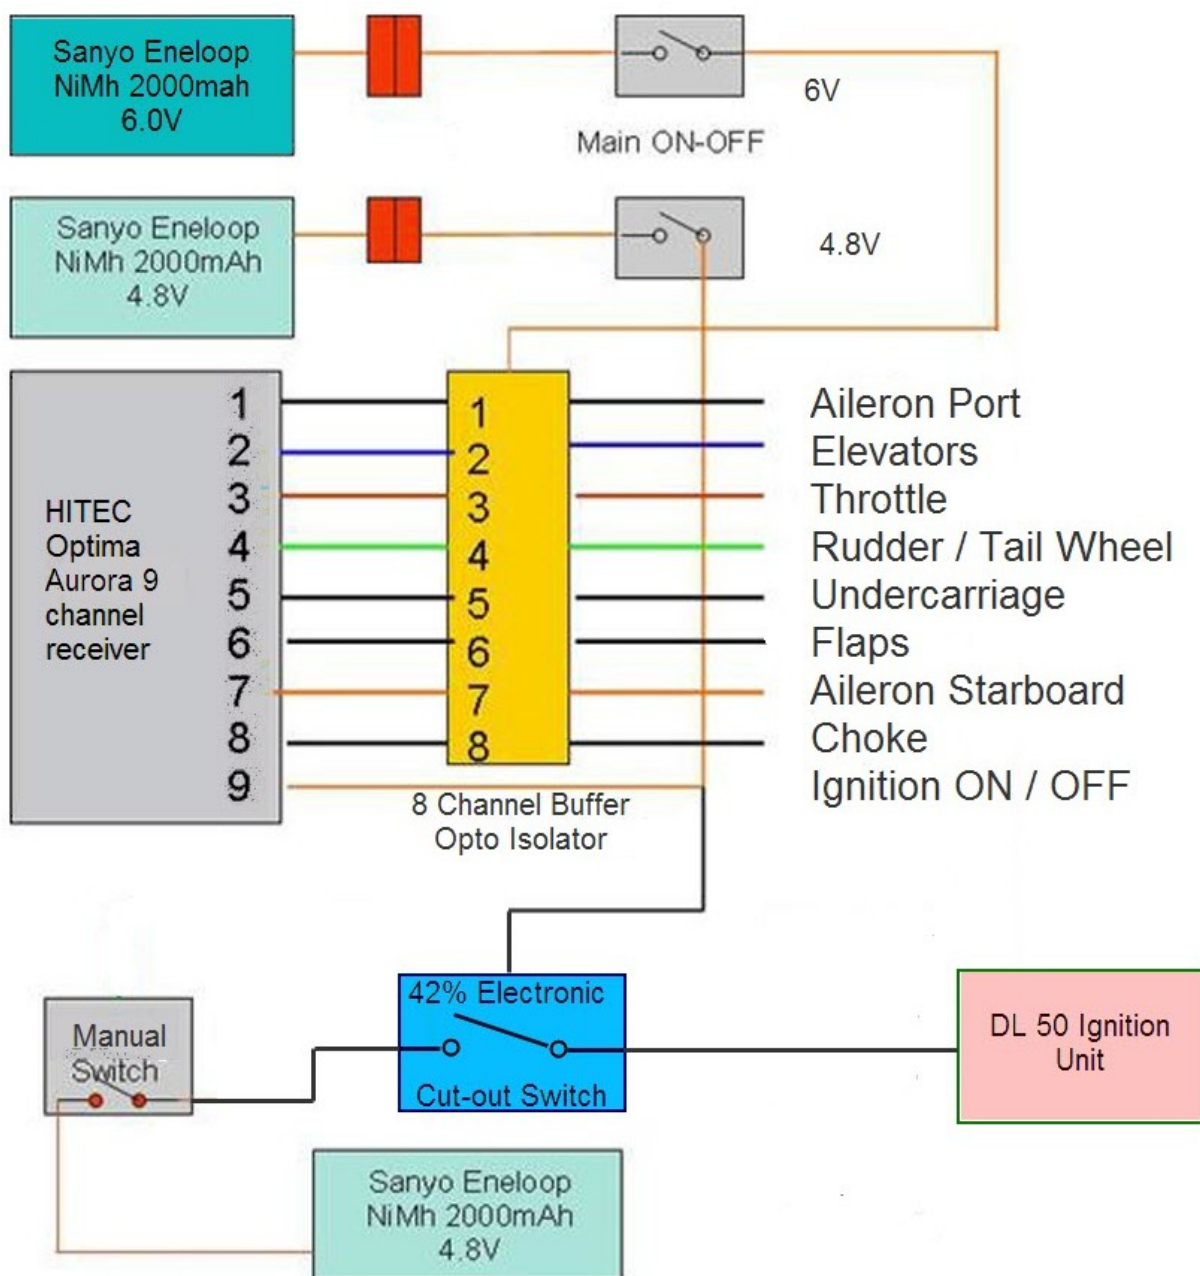 Sanyo Eneloop
NiMh 2000mah
6.0V
6V
Main ON-OFF
Sanyo Eneloop
NiMh 2000mAh
4.8V
4.8V
HITEC
Optima
Aurora 9
channel
receiver
1
2
3
4
5
6
7
8
9
1
2
3
4
5
6
7
8
Aileron Port
Elevators
Throttle
Rudder / Tail Wheel
Undercarriage
Flaps
Aileron Starboard
Choke
Ignition ON / OFF
8 Channel Buffer
Opto Isolator
Manual
Switch
42% Electronic
Cut-out Switch
DL 50 Ignition
Unit
Sanyo Eneloop
NiMh 2000mAh
4.8V